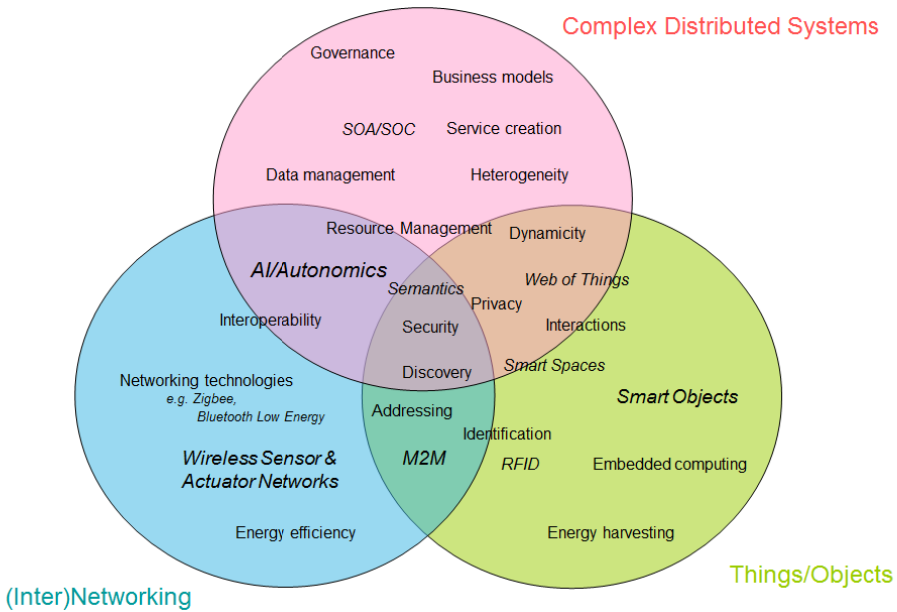 Complex Distributed Systems
Governance
Business models
SOA/SOC
Service creation
Data management
Heterogeneity
Resource Management
Dynamicity
AI/Autonomics
Semantics
Web of Things
Privacy
Interoperability
Security
Interactions
Discovery
Smart Spaces
Networking technologies
e.g. Zigbee,
Bluetooth Low Energy
Addressing
Smart Objects
Identification
Wireless Sensor &
Actuator Networks
M2M
RFID
Embedded computing
Energy efficiency
Energy harvesting
Things/Objects
(Inter)Networking